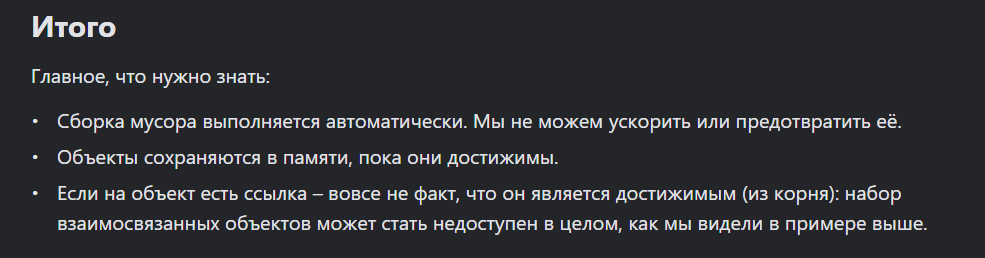 Итого
Главное, что нужно знать:
• Сборка мусора выполняется автоматически. Мы не можем ускорить или предотвратить её.
• Объекты сохраняются в памяти, пока они достижимы.
• Если на объект есть ссылка – вовсе не факт, что он является достижимым (из корня): набор
взаимосвязанных объектов может стать недоступен в целом, как мы видели в примере выше.